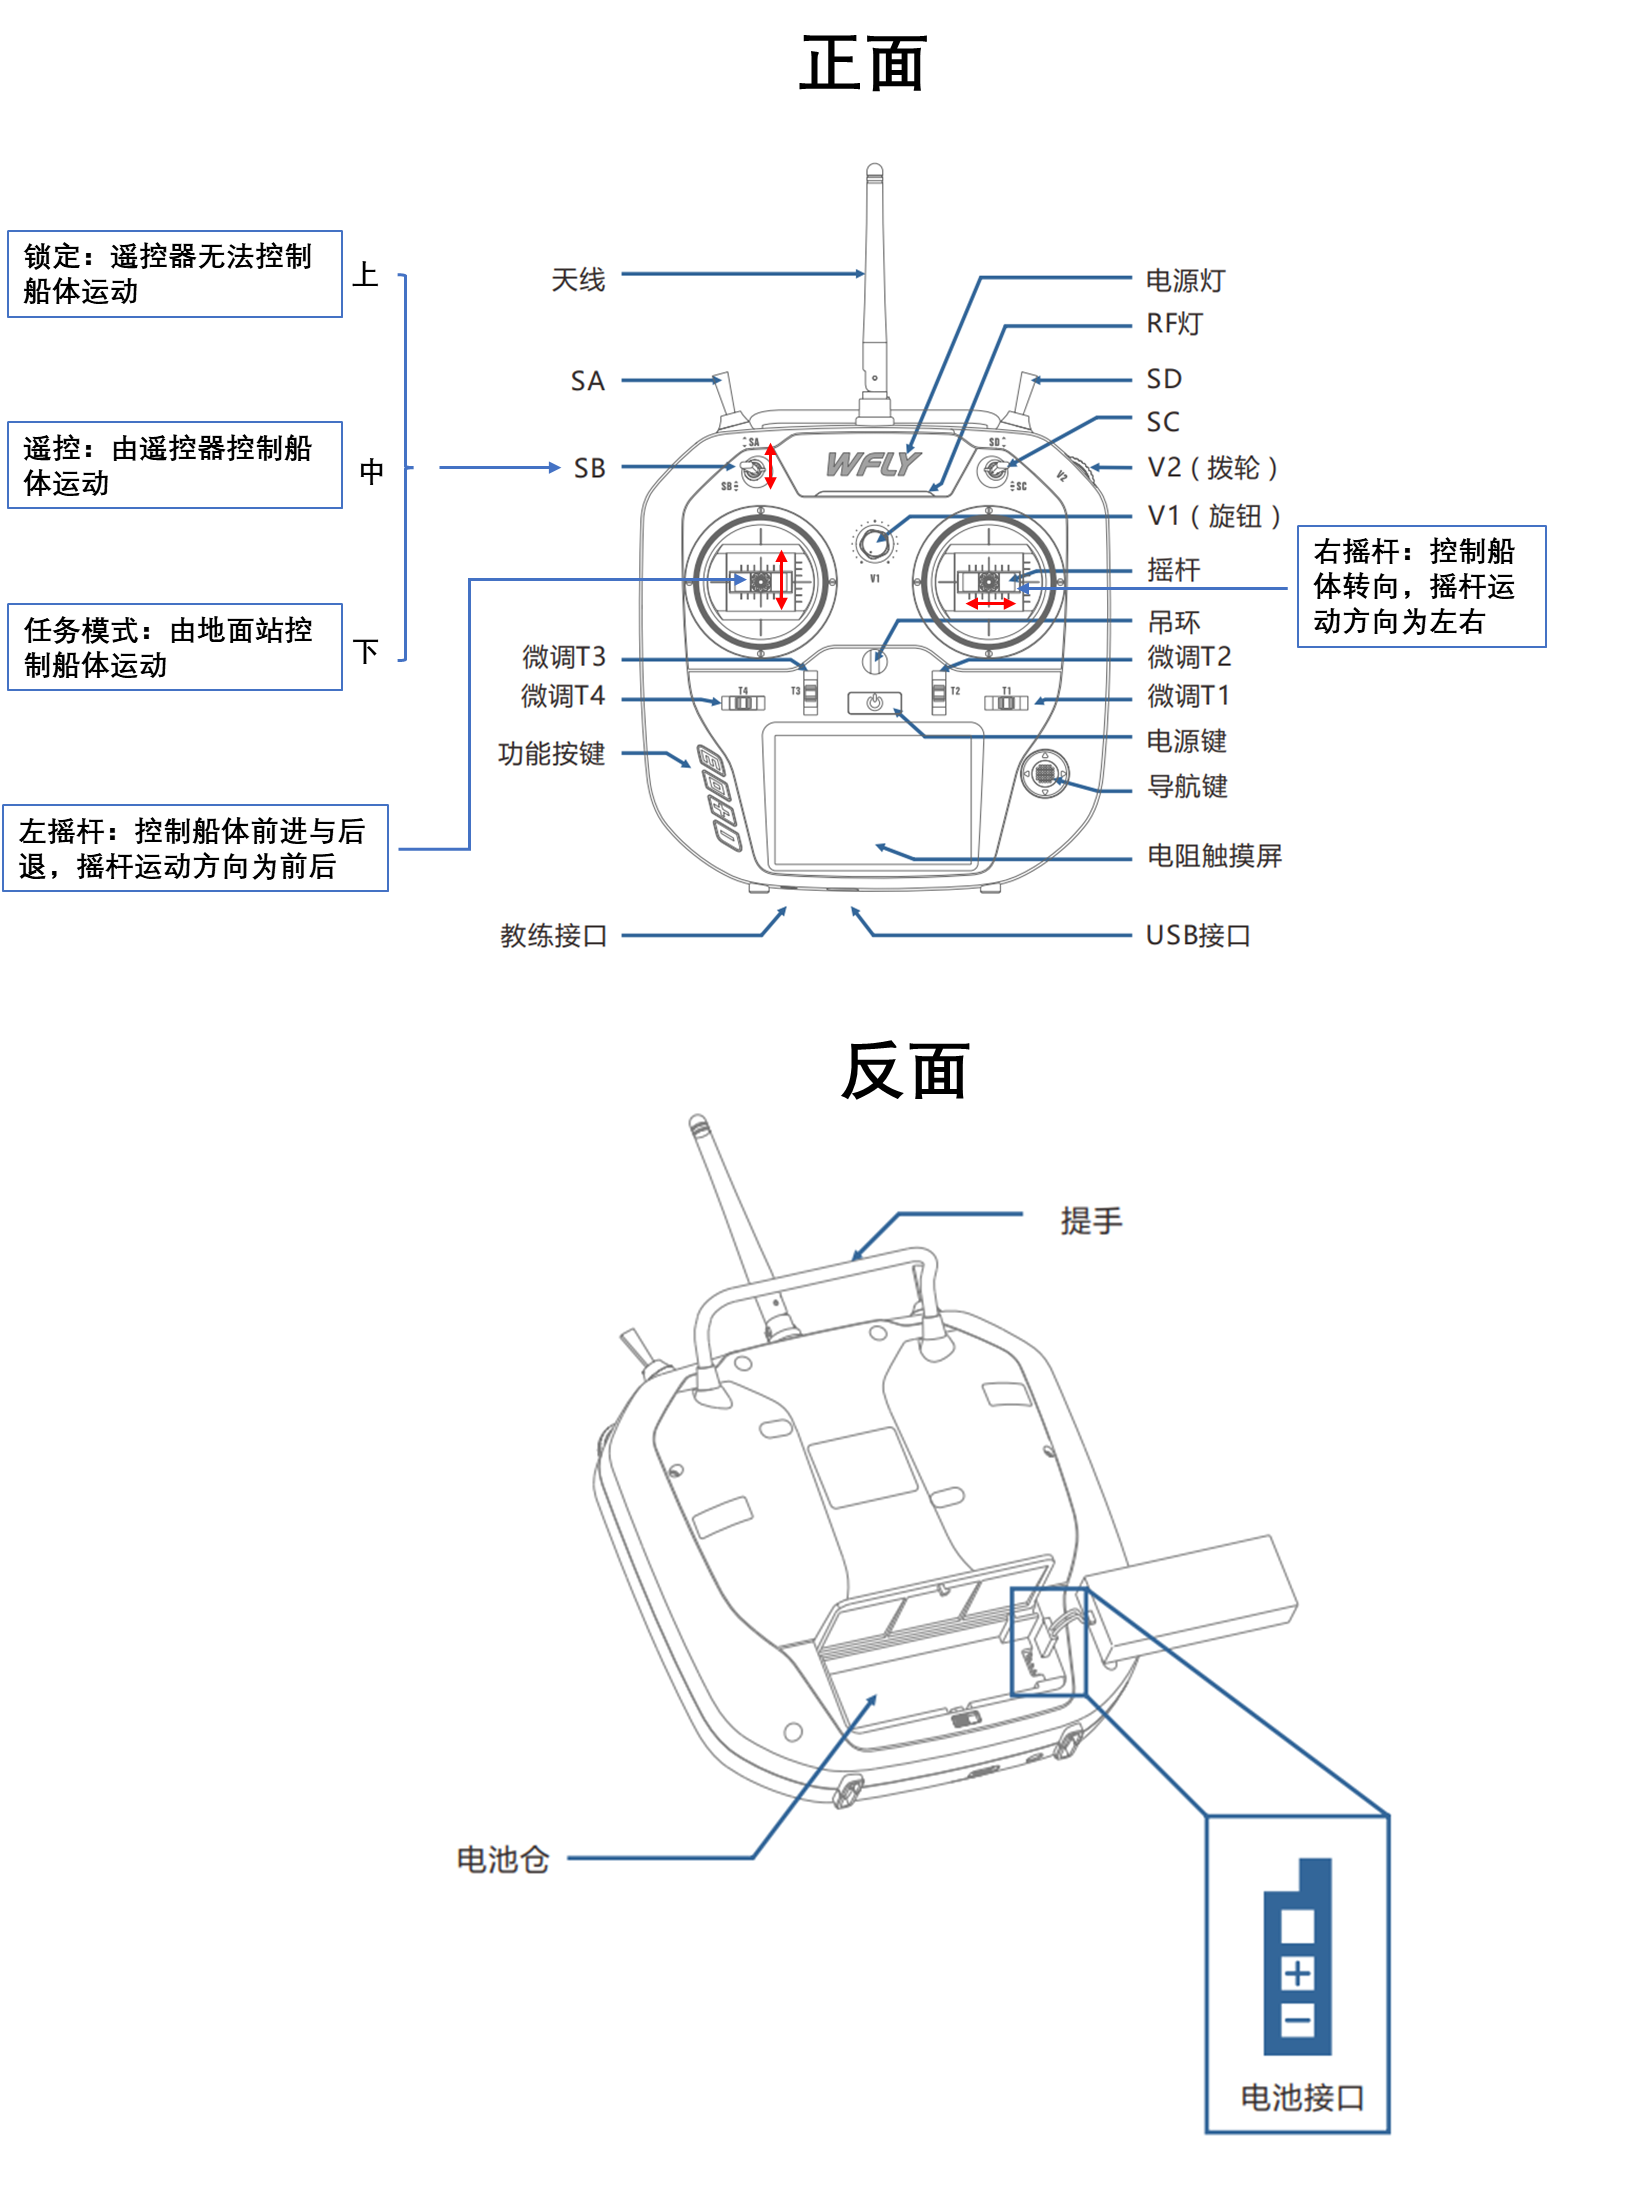 正面
锁定：遥控器无法控制
船体运动
上
天线
电源灯
RF灯
SA
SD
SC
SA
SD
WFLY
遥控：由遥控器控制船
体运动
中
SB
V2（拨轮）
SB
SC
V2
V1（旋钮）
右摇杆：控制船
体转向，摇杆运
动方向为左右
V1
摇杆
任务模式：由地面站控
制船体运动
下
吊环
微调T3
微调T2
微调T4
微调T1
T4
T3
T2
T1
功能按键
电源键
导航键
左摇杆：控制船体前进与后
退，摇杆运动方向为前后
电阻触摸屏
教练接口
USB接口
反面
提手
电池仓
+
−
电池接口